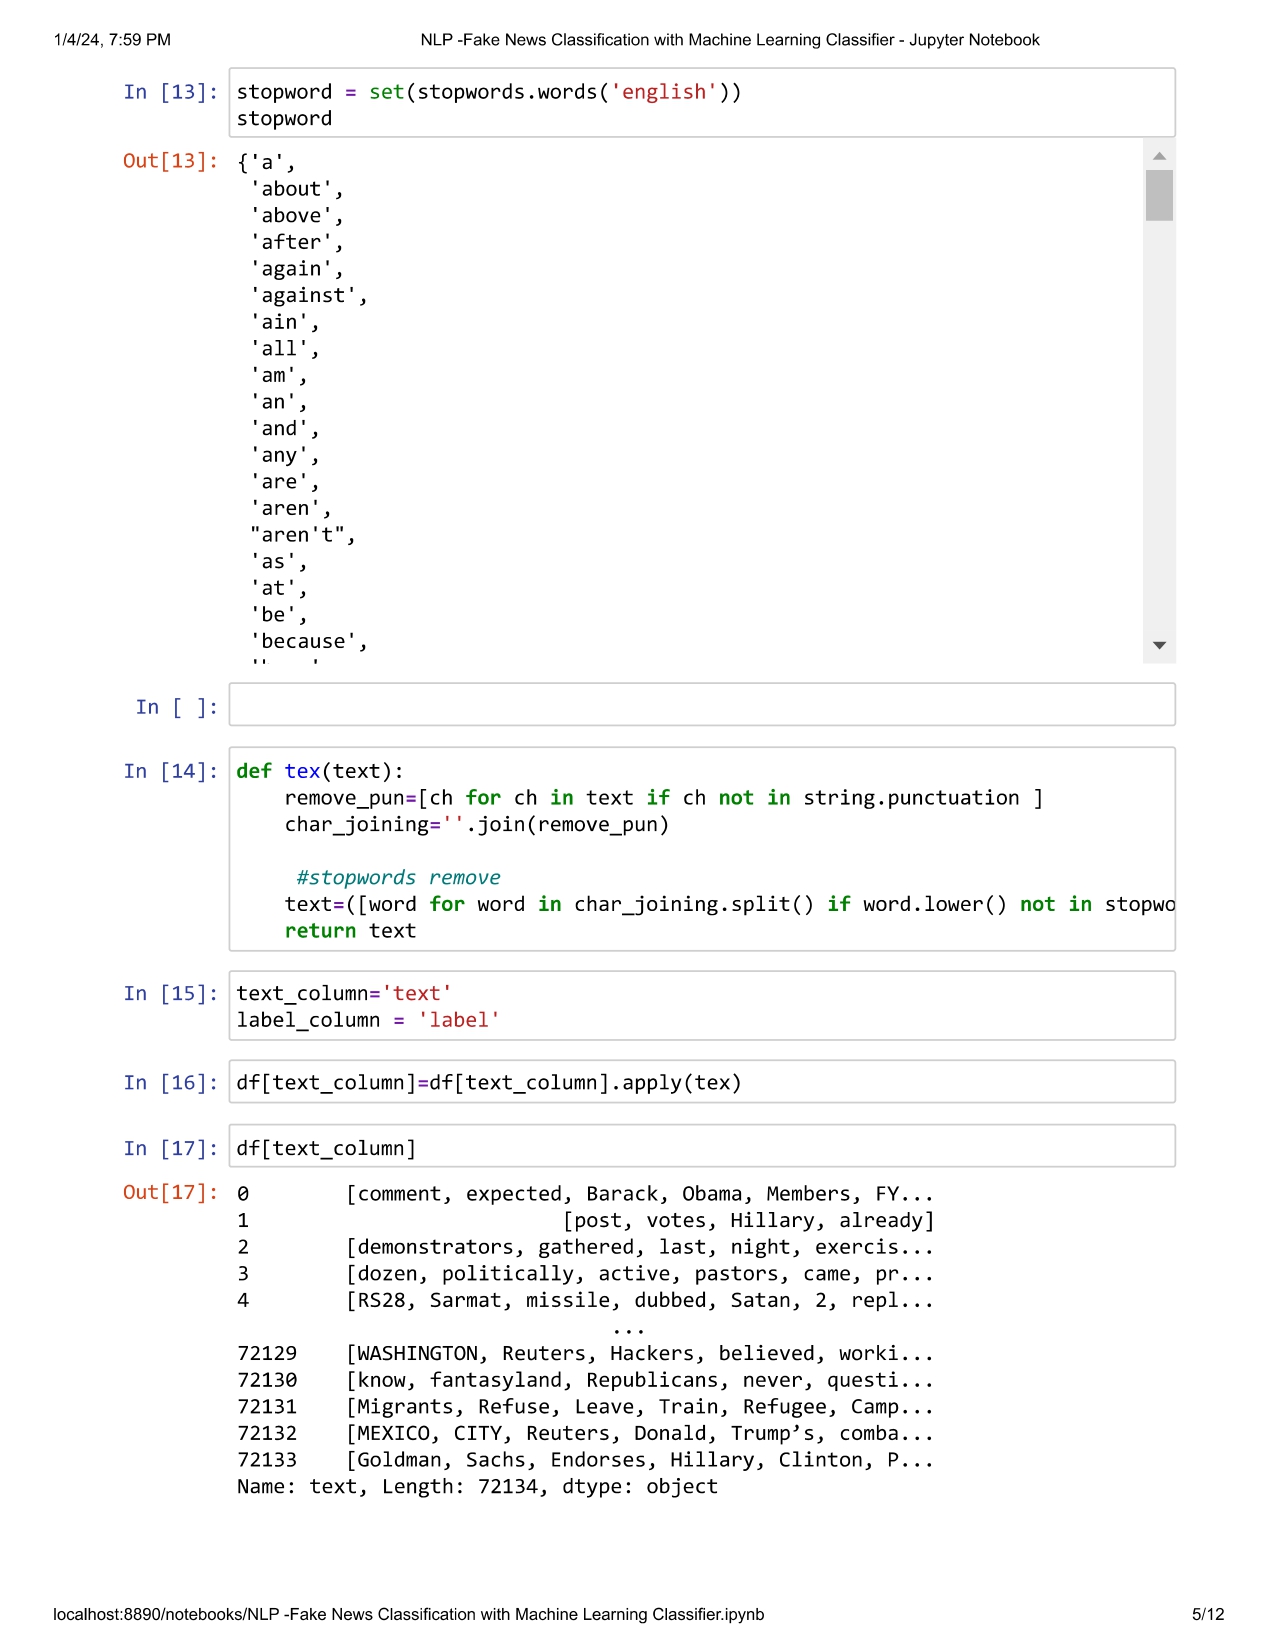 1/4/24, 7:59 PM NLP -Fake News Classification with Machine Learning Classifier - Jupyter Notebook
In [13]: stopword = set(stopwords.words('english'))
stopword
Out[13]: {'a',
'about',
'above',
'after',
'again',
'against',
'ain',
'all',
'am',
'an',
'and',
'any',
'are',
'aren',
"aren't",
'as',
'at',
'be',
'because',
In [ ]:
In [14]: def tex(text):
remove_pun=[ch for ch in text if ch not in string.punctuation ]
char_joining=''.join(remove_pun)
#stopwords remove
text=([word for word in char_joining.split() if word.lower() not in stopwo
return text
In [15]: text_column='text'
label_column = 'label'
In [16]: df[text_column]=df[text_column].apply(tex)
In [17]: df[text_column]
Out[17]: 0 [comment, expected, Barack, Obama, Members, FY...
1 [post, votes, Hillary, already]
2 [demonstrators, gathered, last, night, exercis...
3 [dozen, politically, active, pastors, came, pr...
4 [RS28, Sarmat, missile, dubbed, Satan, 2, repl...
...
72129 [WASHINGTON, Reuters, Hackers, believed, worki...
72130 [know, fantasyland, Republicans, never, questi...
72131 [Migrants, Refuse, Leave, Train, Refugee, Camp...
72132 [MEXICO, CITY, Reuters, Donald, Trump’s, comba...
72133 [Goldman, Sachs, Endorses, Hillary, Clinton, P...
Name: text, Length: 72134, dtype: object
localhost:8890/notebooks/NLP -Fake News Classification with Machine Learning Classifier.ipynb 5/12